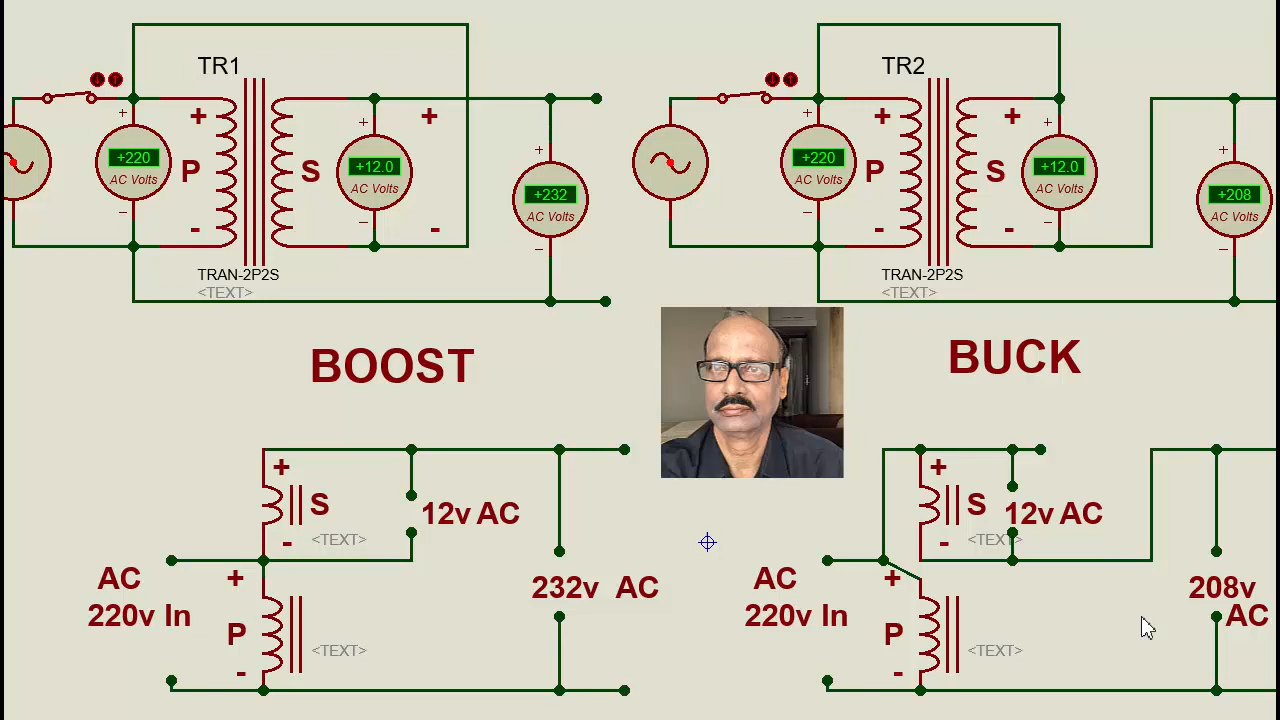 TR1
TR2
+
+
+
+220
AC Volts
P
S
+
+12.0
AC Volts
+
+232
AC Volts
-
-
TRAN-2P2S
<TEXT>
+
+
+
+220
AC Volts
P
S
+
+12.0
AC Volts
+
+208
AC Volts
-
-
TRAN-2P2S
<TEXT>
BOOST
BUCK
+
S
12v AC
-
<TEXT>
AC
220v In
+
P
-
<TEXT>
232v AC
+
S
12v AC
-
<TEXT>
AC
220v In
+
P
-
<TEXT>
208v
AC